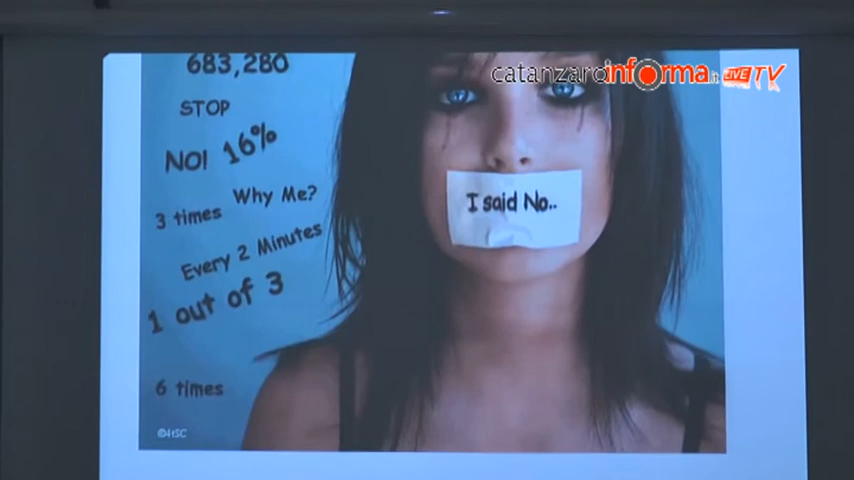 683,280
catanzaroinforma.it LIVE TV
STOP
NO! 16%
Why Me?
3 times
I said No..
Every 2 Minutes
1 out of 3
6 times
©HSC